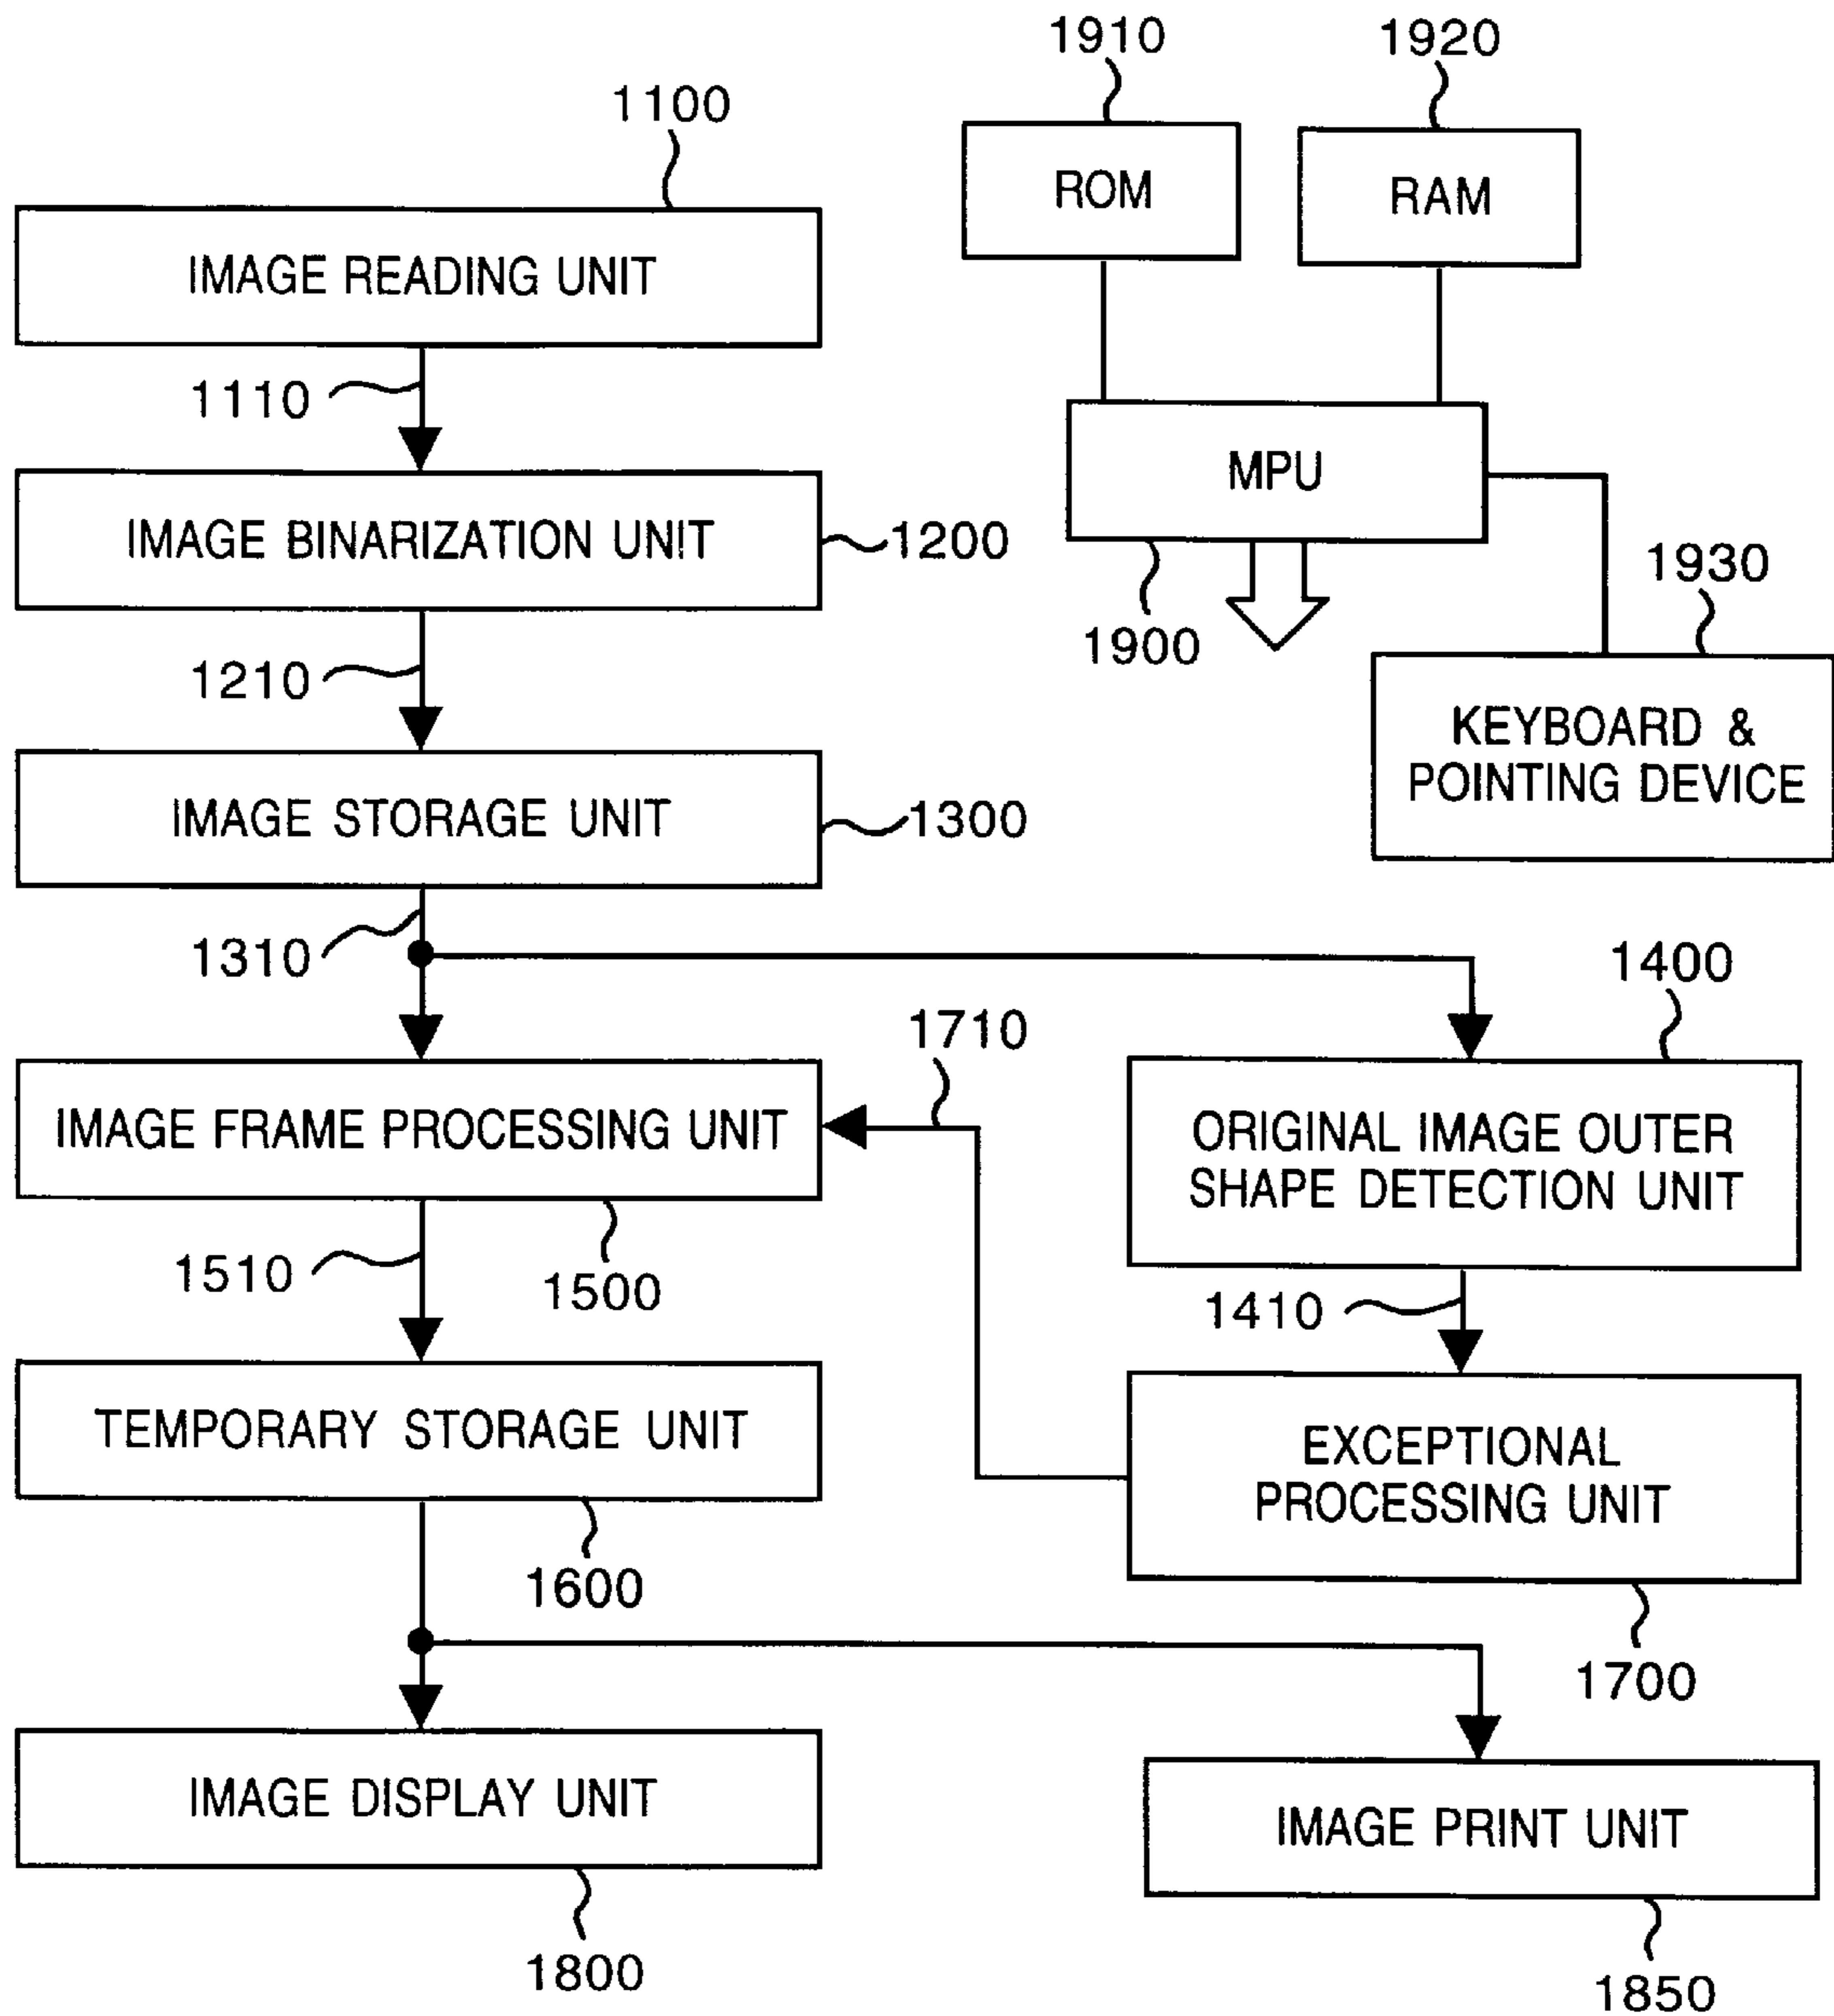 1910
1920
1100
ROM
RAM
IMAGE READING UNIT
1110
MPU
IMAGE BINARIZATION UNIT
1200
1930
1900
1210
KEYBOARD &
POINTING DEVICE
IMAGE STORAGE UNIT
1300
1310
1400
1710
IMAGE FRAME PROCESSING UNIT
ORIGINAL IMAGE OUTER
SHAPE DETECTION UNIT
1510
1500
1410
TEMPORARY STORAGE UNIT
EXCEPTIONAL
PROCESSING UNIT
1600
1700
IMAGE DISPLAY UNIT
IMAGE PRINT UNIT
1800
1850